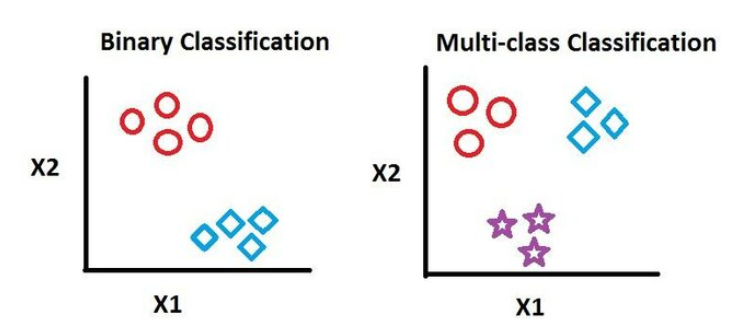 Binary Classification
X2
X1
Multi-class Classification
X2
X1